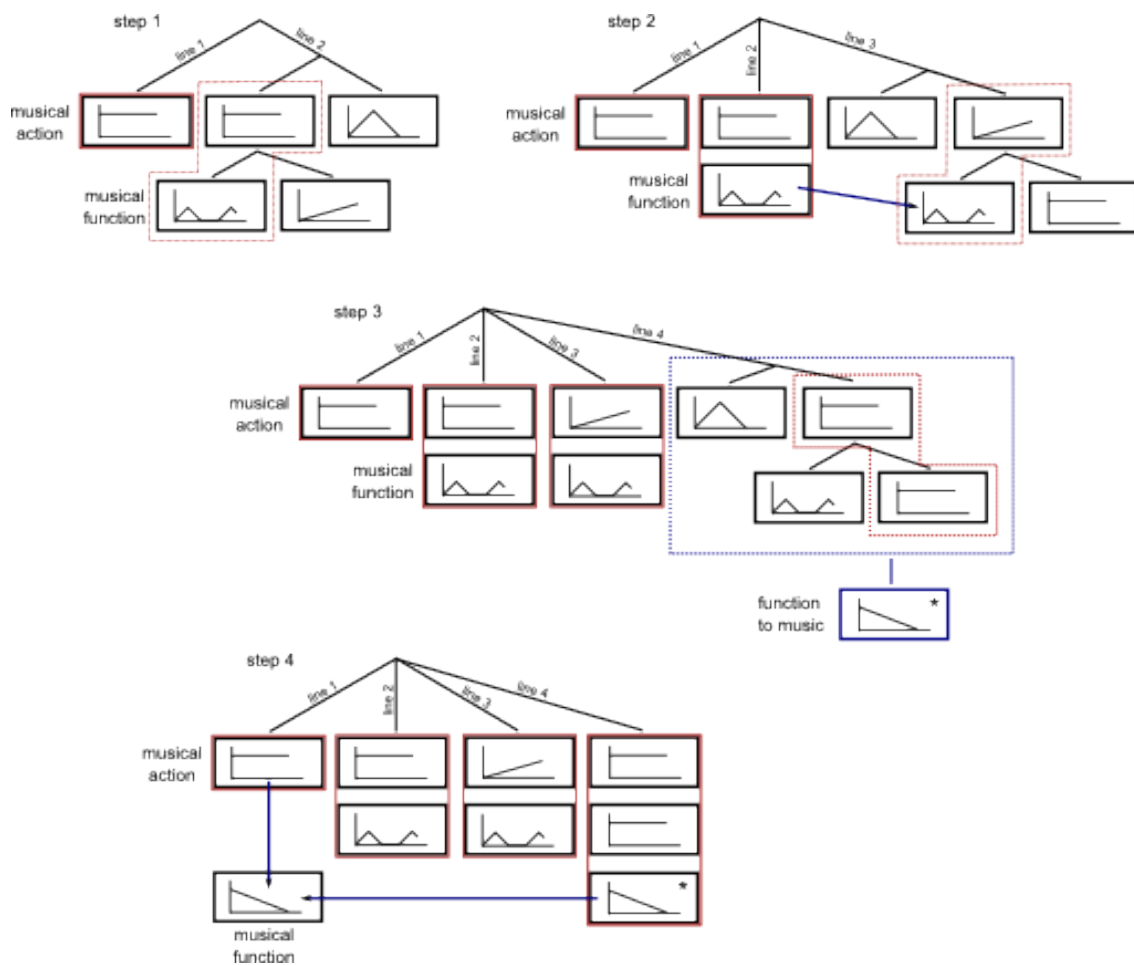 step 1
line 1
line 2
musical
action
musical
function
step 2
line 1
line 2
line 3
musical
action
musical
function
step 3
line 1
line 2
line 3
line 4
musical
action
musical
function
function
to music
*
step 4
line 1
line 2
line 3
line 4
musical
action
*
musical
function